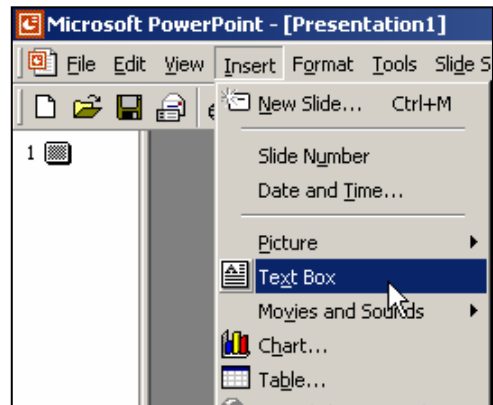 Microsoft PowerPoint - [Presentation1]
File Edit View Insert Format Tools Slide S
New Slide... Ctrl+M
1
Slide Number
Date and Time...
Picture
Text Box
Movies and Sounds
Chart...
Table...